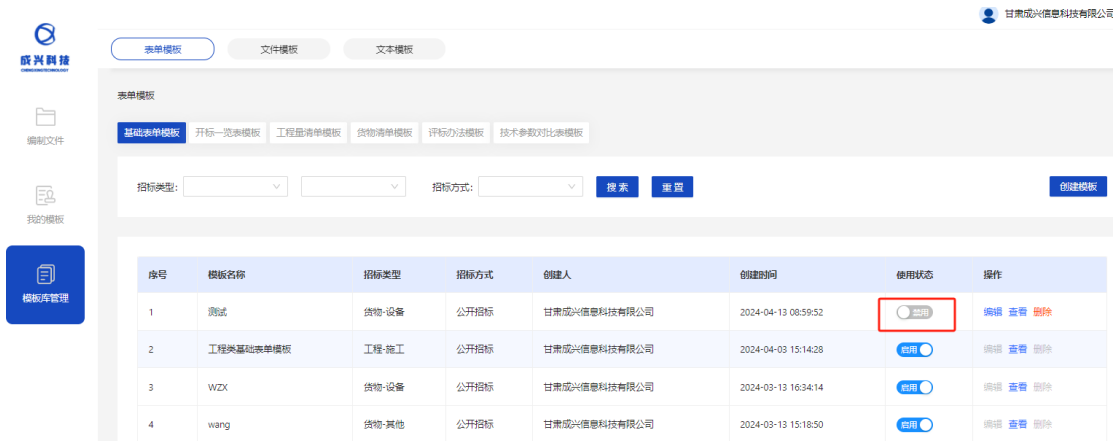 甘肃成兴信息科技有限公司
成兴科技
表单模板 文件模板 文本模板
表单模板
编制文件
基础表单模板 开标一览表模板 工程量清单模板 货物清单模板 评标办法模板 技术参数对比表模板
招标类型: 招标方式: 搜索 重置 创建模板
我的模板
模板库管理
序号 模板名称 招标类型 招标方式 创建人 创建时间 使用状态 操作
1 测试 货物-设备 公开招标 甘肃成兴信息科技有限公司 2024-04-13 08:59:52 禁用 编辑 查看 删除
2 工程类基础表单模板 工程-施工 公开招标 甘肃成兴信息科技有限公司 2024-04-03 15:14:28 启用 编辑 查看 删除
3 WZX 货物-设备 公开招标 甘肃成兴信息科技有限公司 2024-03-13 16:34:14 启用 编辑 查看 删除
4 wang 货物-其他 公开招标 甘肃成兴信息科技有限公司 2024-03-13 15:18:50 启用 编辑 查看 删除